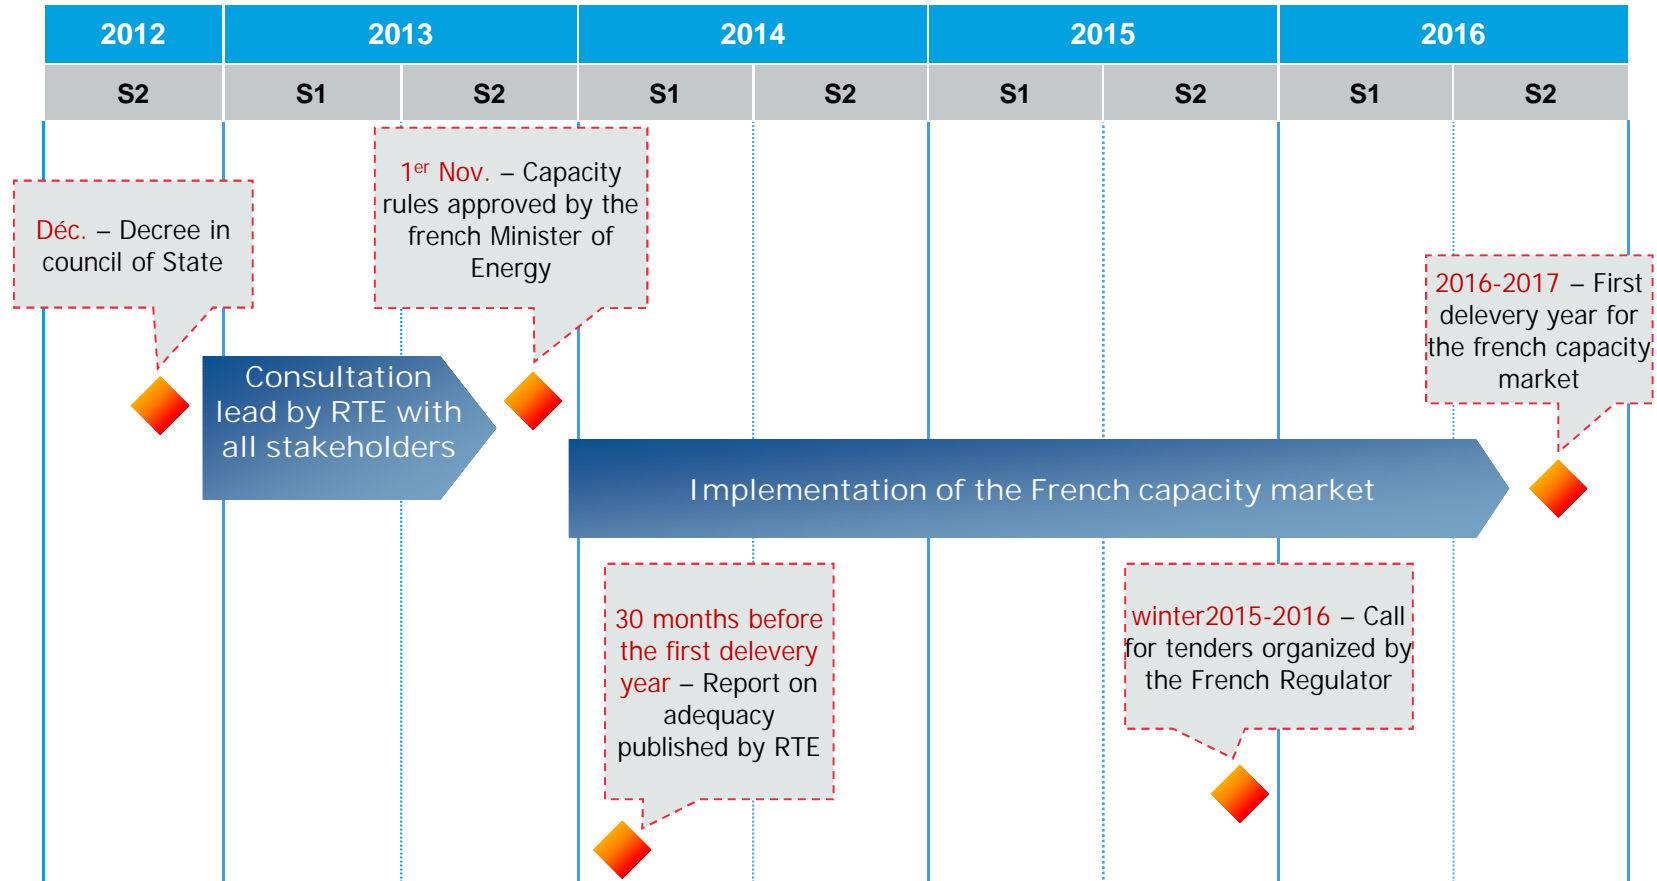 2012 2013 2014 2015 2016
S2 S1 S2 S1 S2 S1 S2 S1 S2
Déc. – Decree in
council of State
1er Nov. – Capacity
rules approved by the
french Minister of
Energy
2016-2017 – First
delevery year for
the french capacity
market
Consultation
lead by RTE with
all stakeholders
Implementation of the French capacity market
30 months before
the first delevery
year – Report on
adequacy
published by RTE
winter2015-2016 – Call
for tenders organized by
the French Regulator